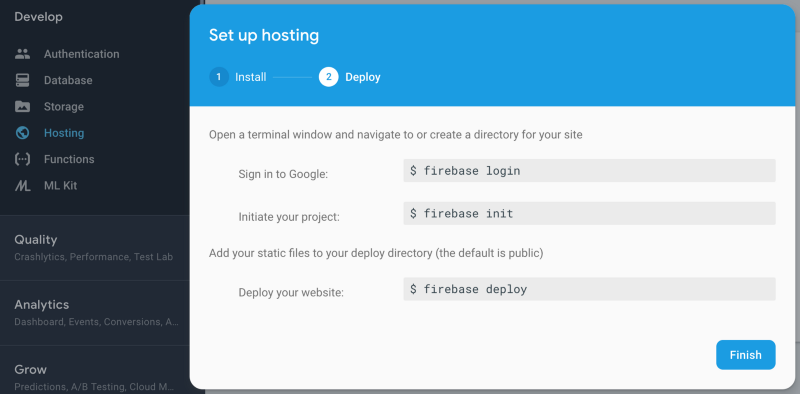 Develop
Authentication
Database
Storage
Hosting
Functions
ML Kit
Quality
Crashlytics, Performance, Test Lab
Analytics
Dashboard, Events, Conversions, A...
Grow
Predictions, A/B Testing, Cloud M...
Set up hosting
1 Install 2 Deploy
Open a terminal window and navigate to or create a directory for your site
Sign in to Google: $ firebase login
Initiate your project: $ firebase init
Add your static files to your deploy directory (the default is public)
Deploy your website: $ firebase deploy
Finish